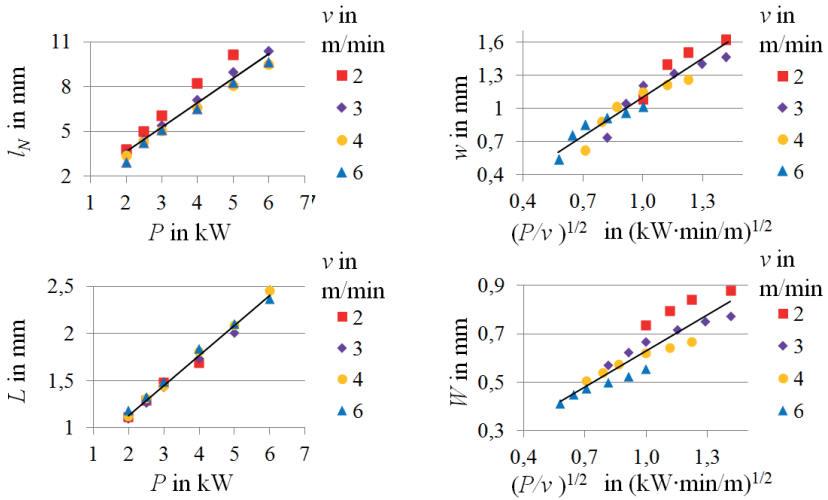 v in
m/min
2
3
4
6
11
8
5
2
1 2 3 4 5 6 7
l_N in mm
P in kW
v in
m/min
2
3
4
6
1,6
1,3
1
0,7
0,4
0,4 0,7 1,0 1,3
w in mm
(P/v)^1/2 in (kW·min/m)^1/2
v in
m/min
2
3
4
6
2,5
2
1,5
1
1 2 3 4 5 6 7
L in mm
P in kW
v in
m/min
2
3
4
6
0,9
0,7
0,5
0,3
0,4 0,7 1,0 1,3
W in mm
(P/v)^1/2 in (kW·min/m)^1/2